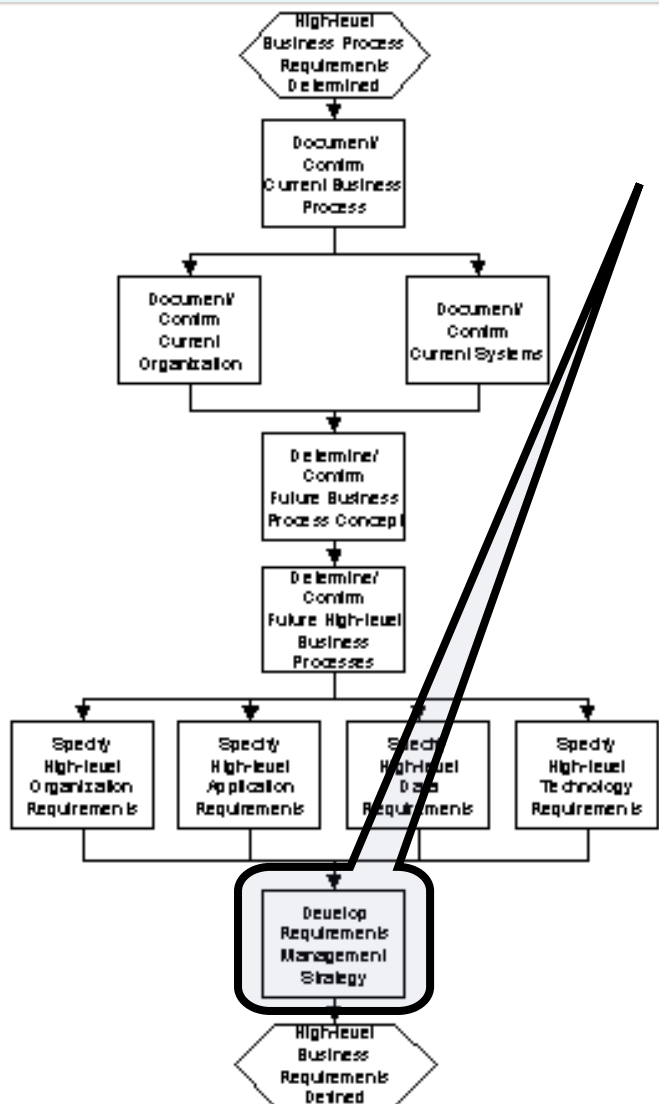 High-level
Business Process
Requirements
Determined
Document/
Confirm
Current Business
Process
Document/
Confirm
Current
Organization
Document/
Confirm
Current Systems
Determine/
Confirm
Future Business
Process Concept
Determine/
Confirm
Future High-level
Business
Processes
Specify
High-level
Organization
Requirements
Specify
High-level
Application
Requirements
Specify
High-level
Data
Requirements
Specify
High-level
Technology
Requirements
Develop
Requirements
Management
Strategy
High-level
Business
Requirements
Defined